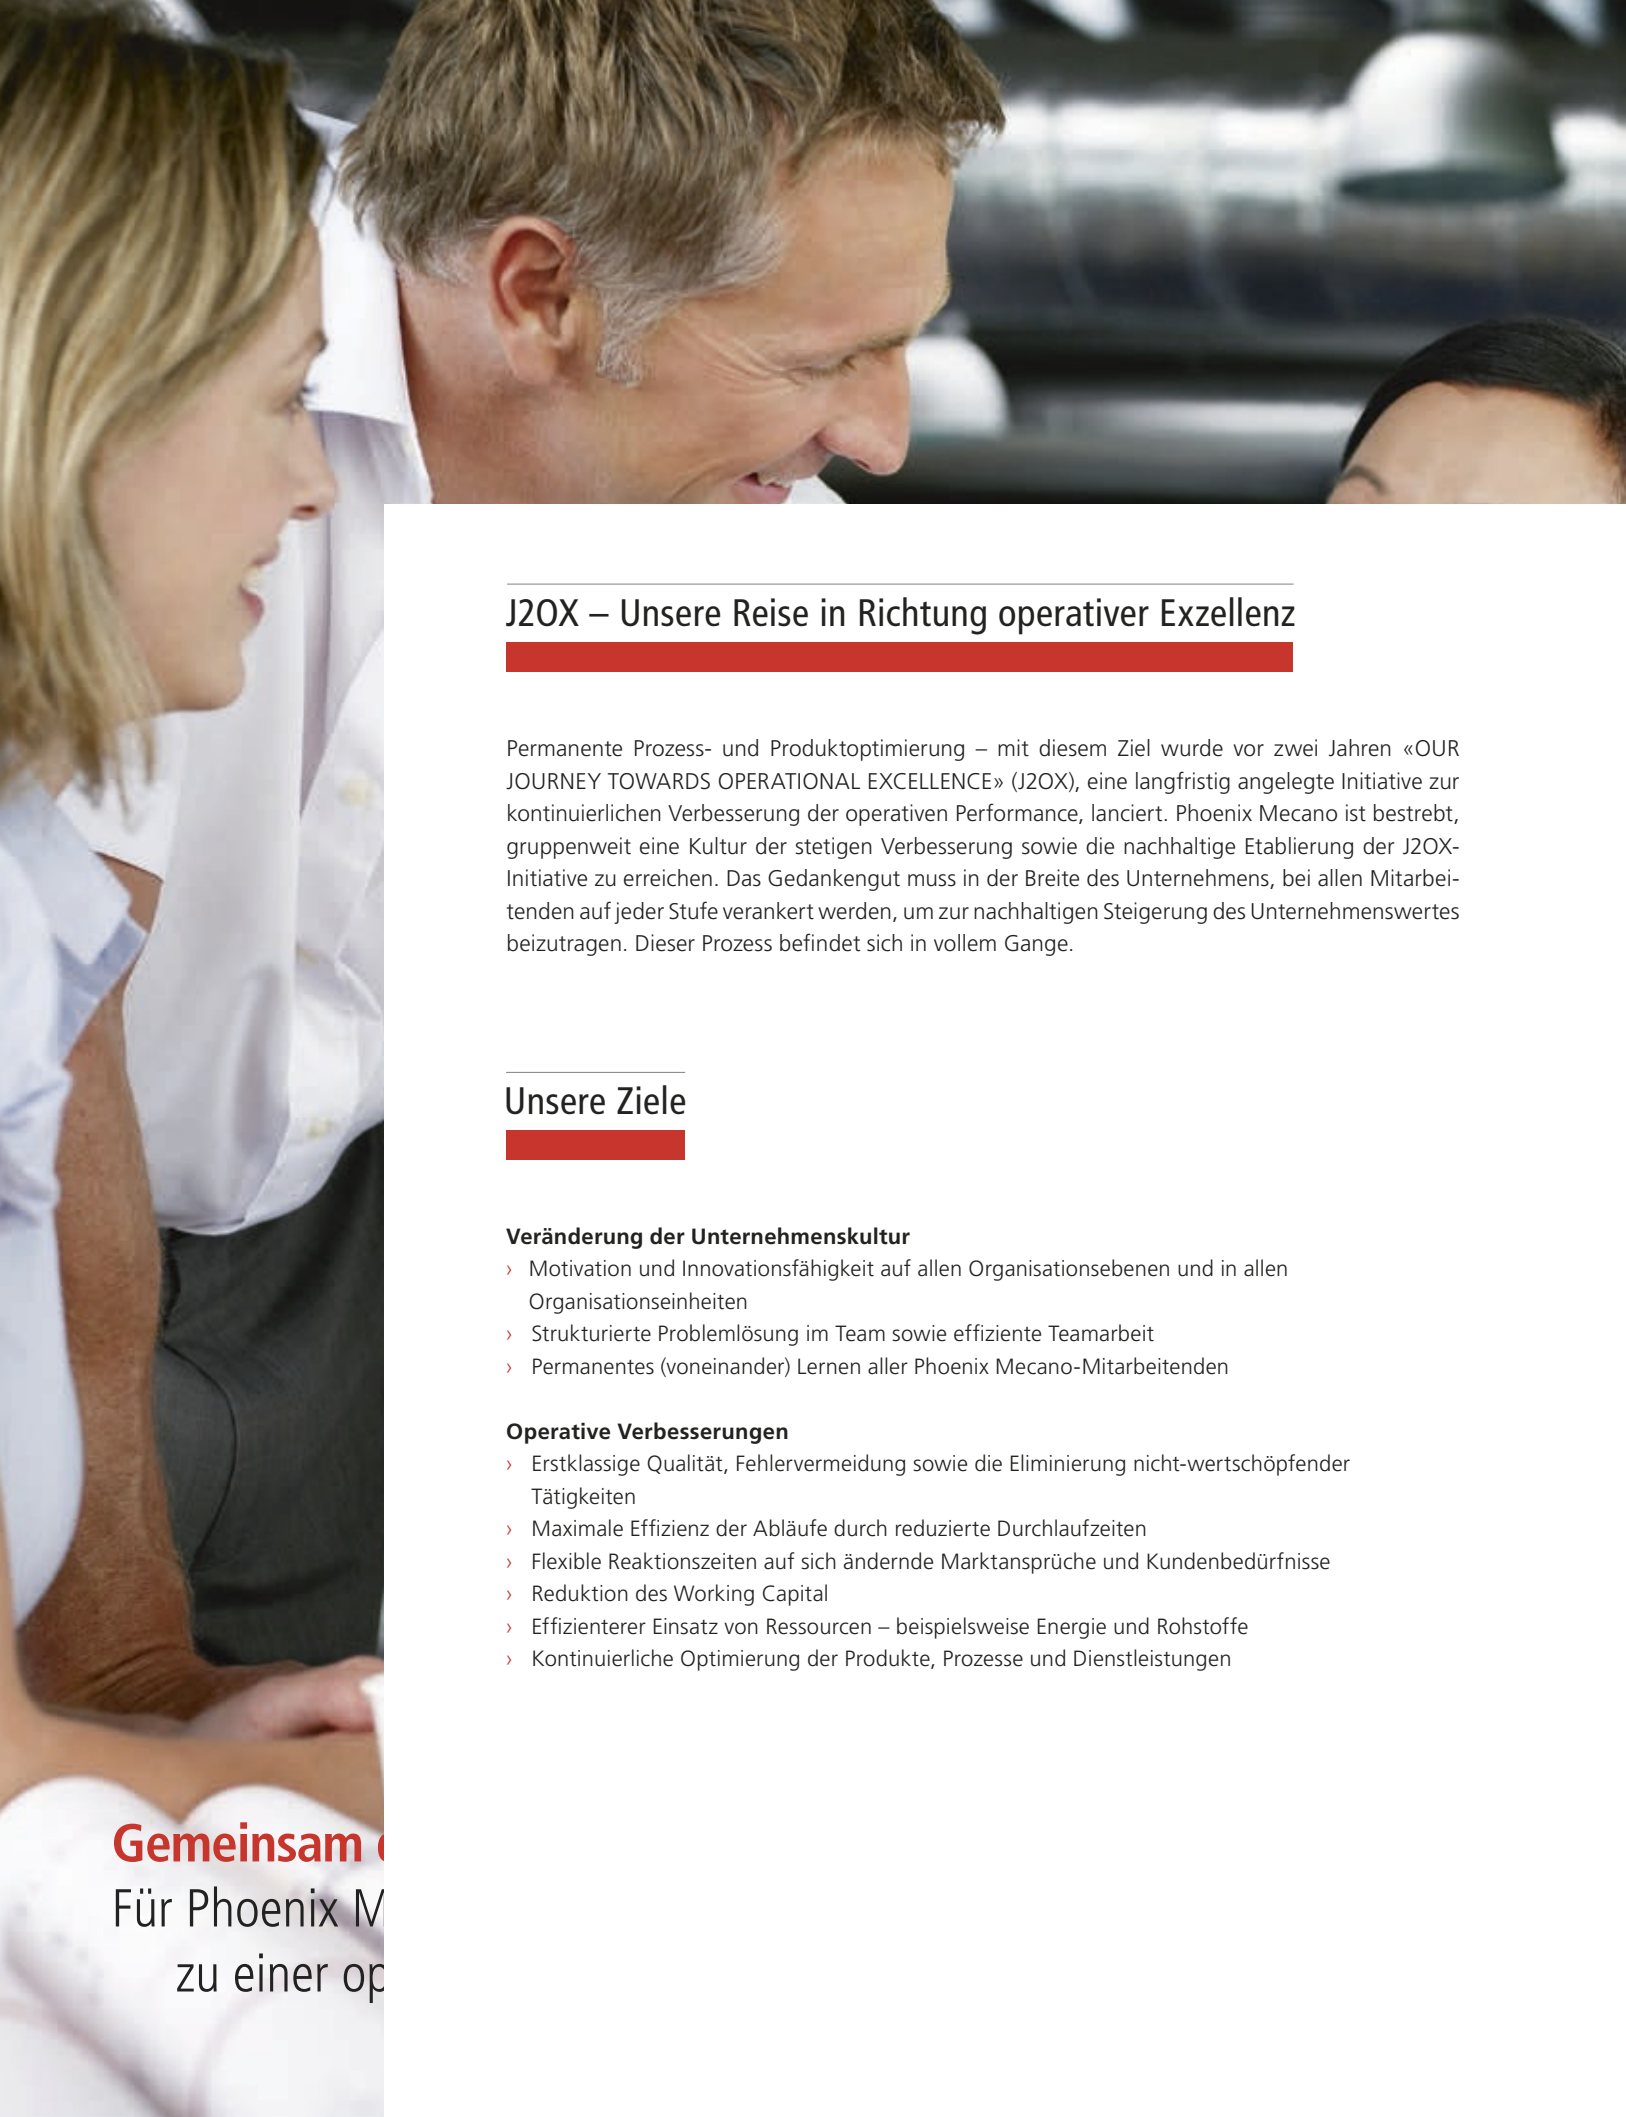 J2OX – Unsere Reise in Richtung operativer Exzellenz
Permanente Prozess- und Produktoptimierung – mit diesem Ziel wurde vor zwei Jahren «OUR
JOURNEY TOWARDS OPERATIONAL EXCELLENCE» (J2OX), eine langfristig angelegte Initiative zur
kontinuierlichen Verbesserung der operativen Performance, lanciert. Phoenix Mecano ist bestrebt,
gruppenweit eine Kultur der stetigen Verbesserung sowie die nachhaltige Etablierung der J2OX-
Initiative zu erreichen. Das Gedankengut muss in der Breite des Unternehmens, bei allen Mitarbei-
tenden auf jeder Stufe verankert werden, um zur nachhaltigen Steigerung des Unternehmenswertes
beizutragen. Dieser Prozess befindet sich in vollem Gange.
Unsere Ziele
Veränderung der Unternehmenskultur
› Motivation und Innovationsfähigkeit auf allen Organisationsebenen und in allen
Organisationseinheiten
› Strukturierte Problemlösung im Team sowie effiziente Teamarbeit
› Permanentes (voneinander) Lernen aller Phoenix Mecano-Mitarbeitenden
Operative Verbesserungen
› Erstklassige Qualität, Fehlervermeidung sowie die Eliminierung nicht-wertschöpfender
Tätigkeiten
› Maximale Effizienz der Abläufe durch reduzierte Durchlaufzeiten
› Flexible Reaktionszeiten auf sich ändernde Marktansprüche und Kundenbedürfnisse
› Reduktion des Working Capital
› Effizienterer Einsatz von Ressourcen – beispielsweise Energie und Rohstoffe
› Kontinuierliche Optimierung der Produkte, Prozesse und Dienstleistungen
Gemeinsam
Für Phoenix M
zu einer op